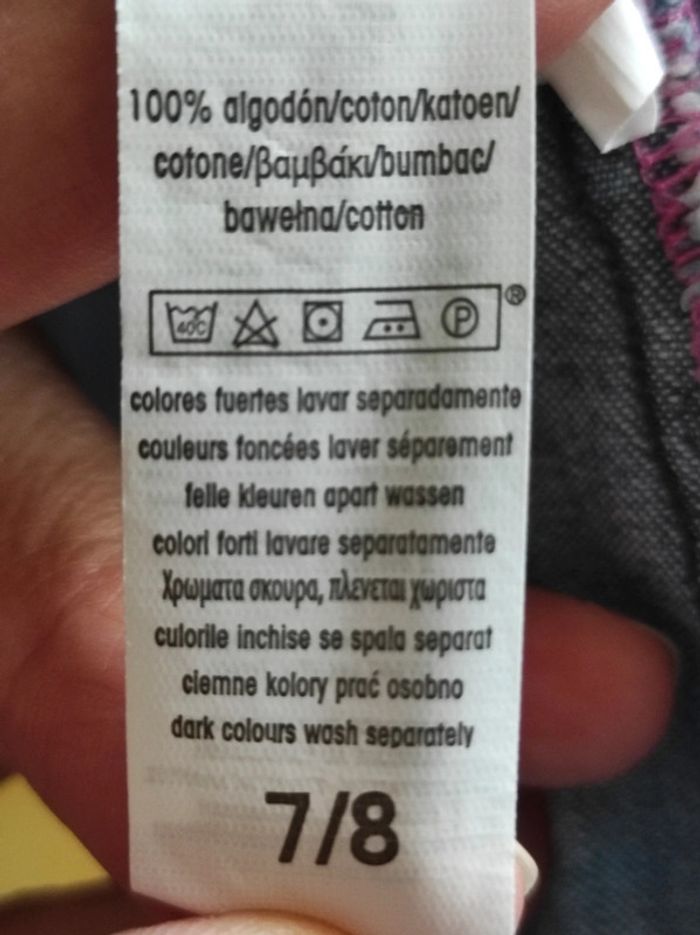 100% algodón/coton/katoen/
cotone/βαμβάκι/bumbac/
bawełna/cotton
40C P ®
colores fuertes lavar separadamente
couleurs foncées laver séparement
felle kleuren apart wassen
colori forti lavare separatamente
Χρωματα σκουρα, πλενεται χωριστα
culorile inchise se spala separat
ciemne kolory prać osobno
dark colours wash separately
7/8